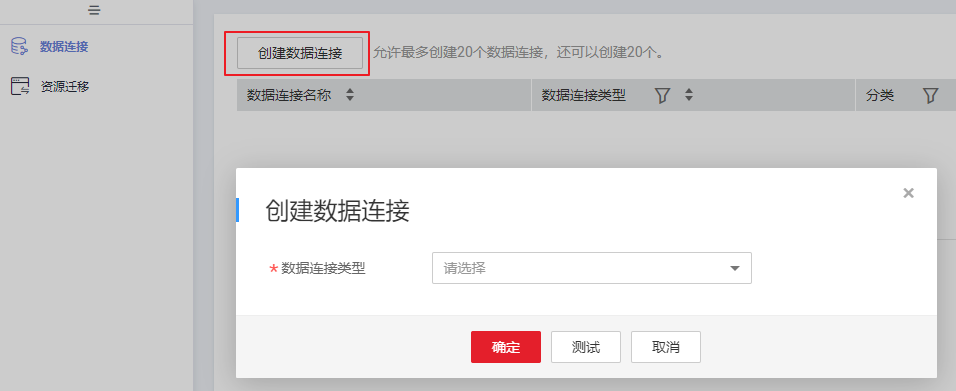 数据连接
资源迁移
创建数据连接 允许最多创建20个数据连接，还可以创建20个。
数据连接名称 数据连接类型 分类
创建数据连接
* 数据连接类型 请选择
确定 测试 取消